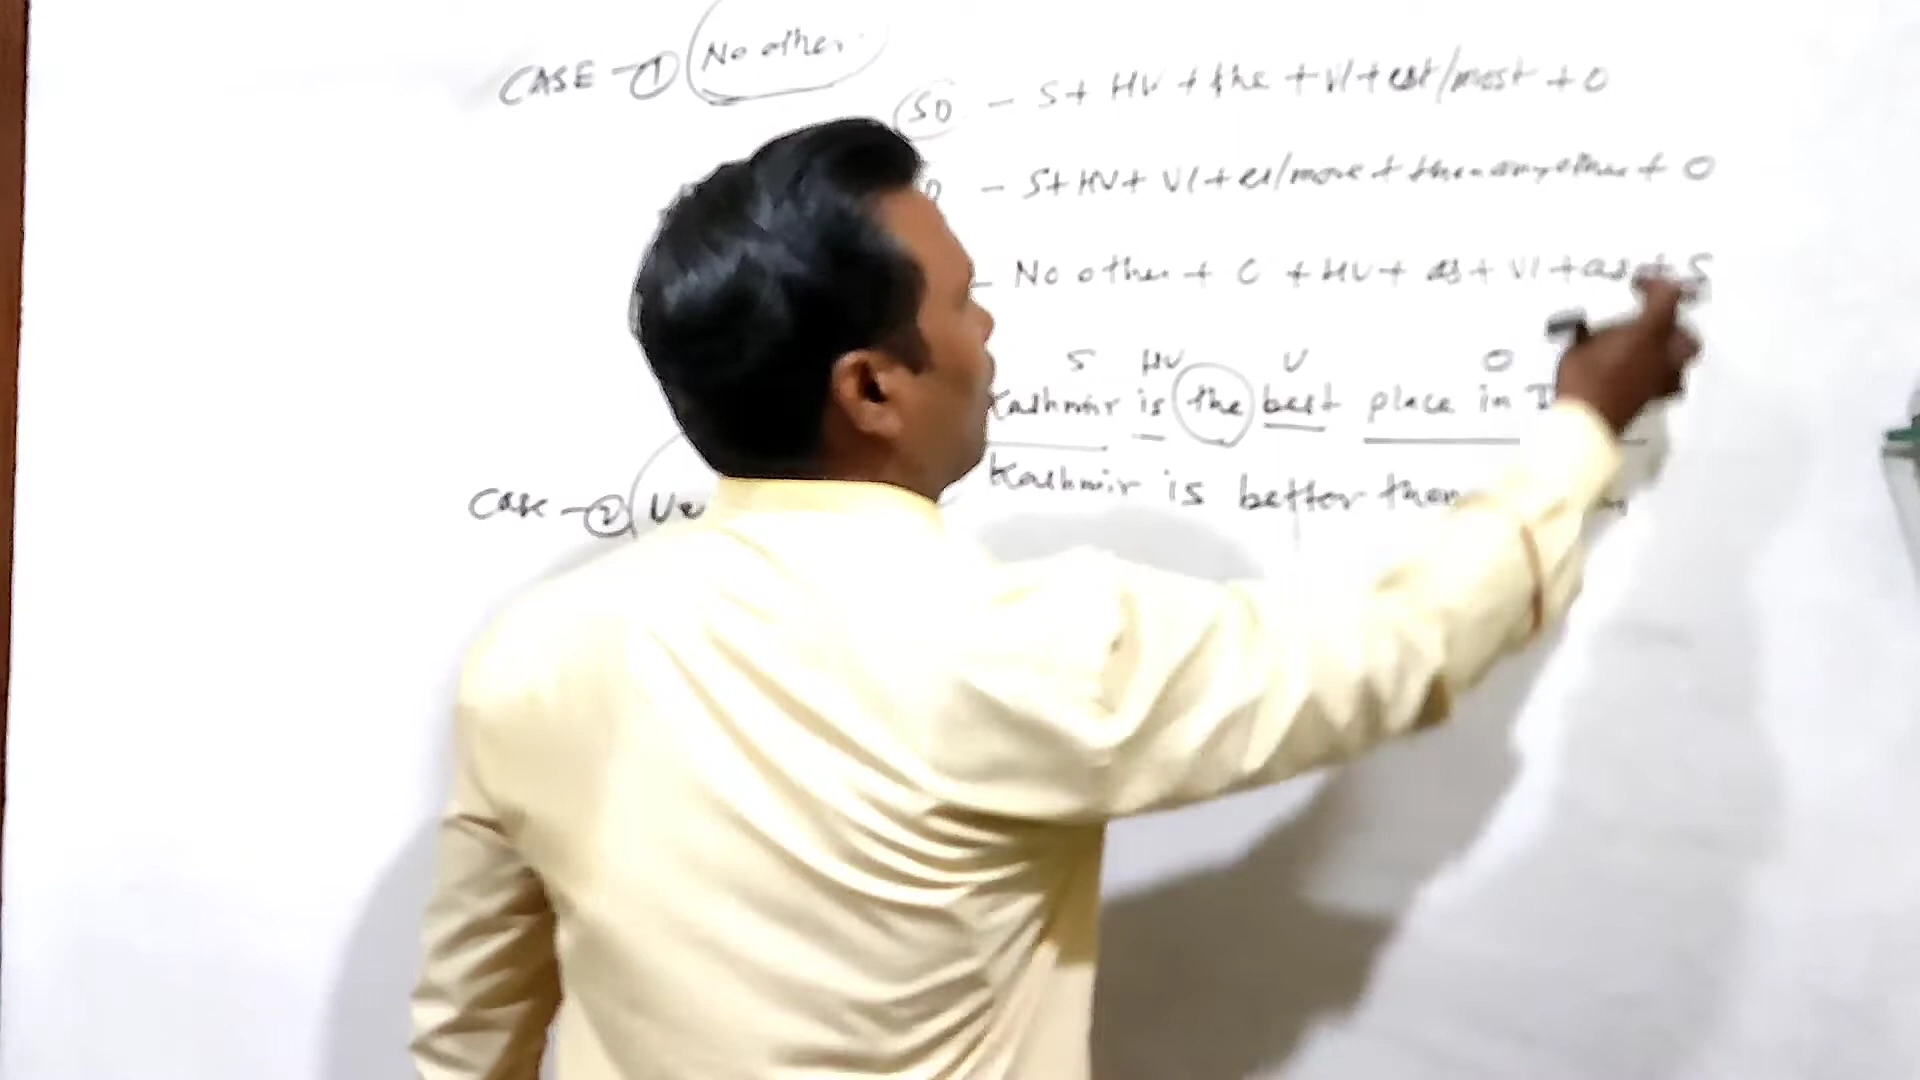 CASE - ① No other
SD - S + HV + the + V1 + est/most + O
D - S + HV + V1 + er/more + than any other + O
- No other + C + HV + as + V1 + as + S
S HV V O
Kashmir is the best place in I
Case - ② Ve
Kashmir is better than